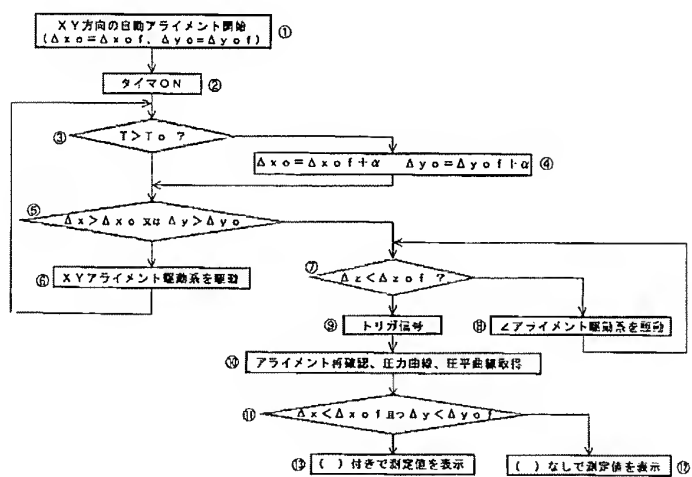 XY方向の自動アライメント開始
(Δxo=Δxof、Δyo=Δyof)
①
タイマON
②
③
T>To ?
Δxo=Δxof+α Δyo=Δyof+α
④
⑤
Δx>Δxo 又は Δy>Δyo
⑥
XYアライメント駆動系を駆動
⑦
Δz<Δzof ?
⑨
トリガ信号
⑧
Zアライメント駆動系を駆動
⑩
アライメント再確認、圧力曲線、圧平曲線取得
⑪
Δx<Δxof 且つ Δy<Δyof
⑬
( )付きで測定値を表示
( )なしで測定値を表示
⑫